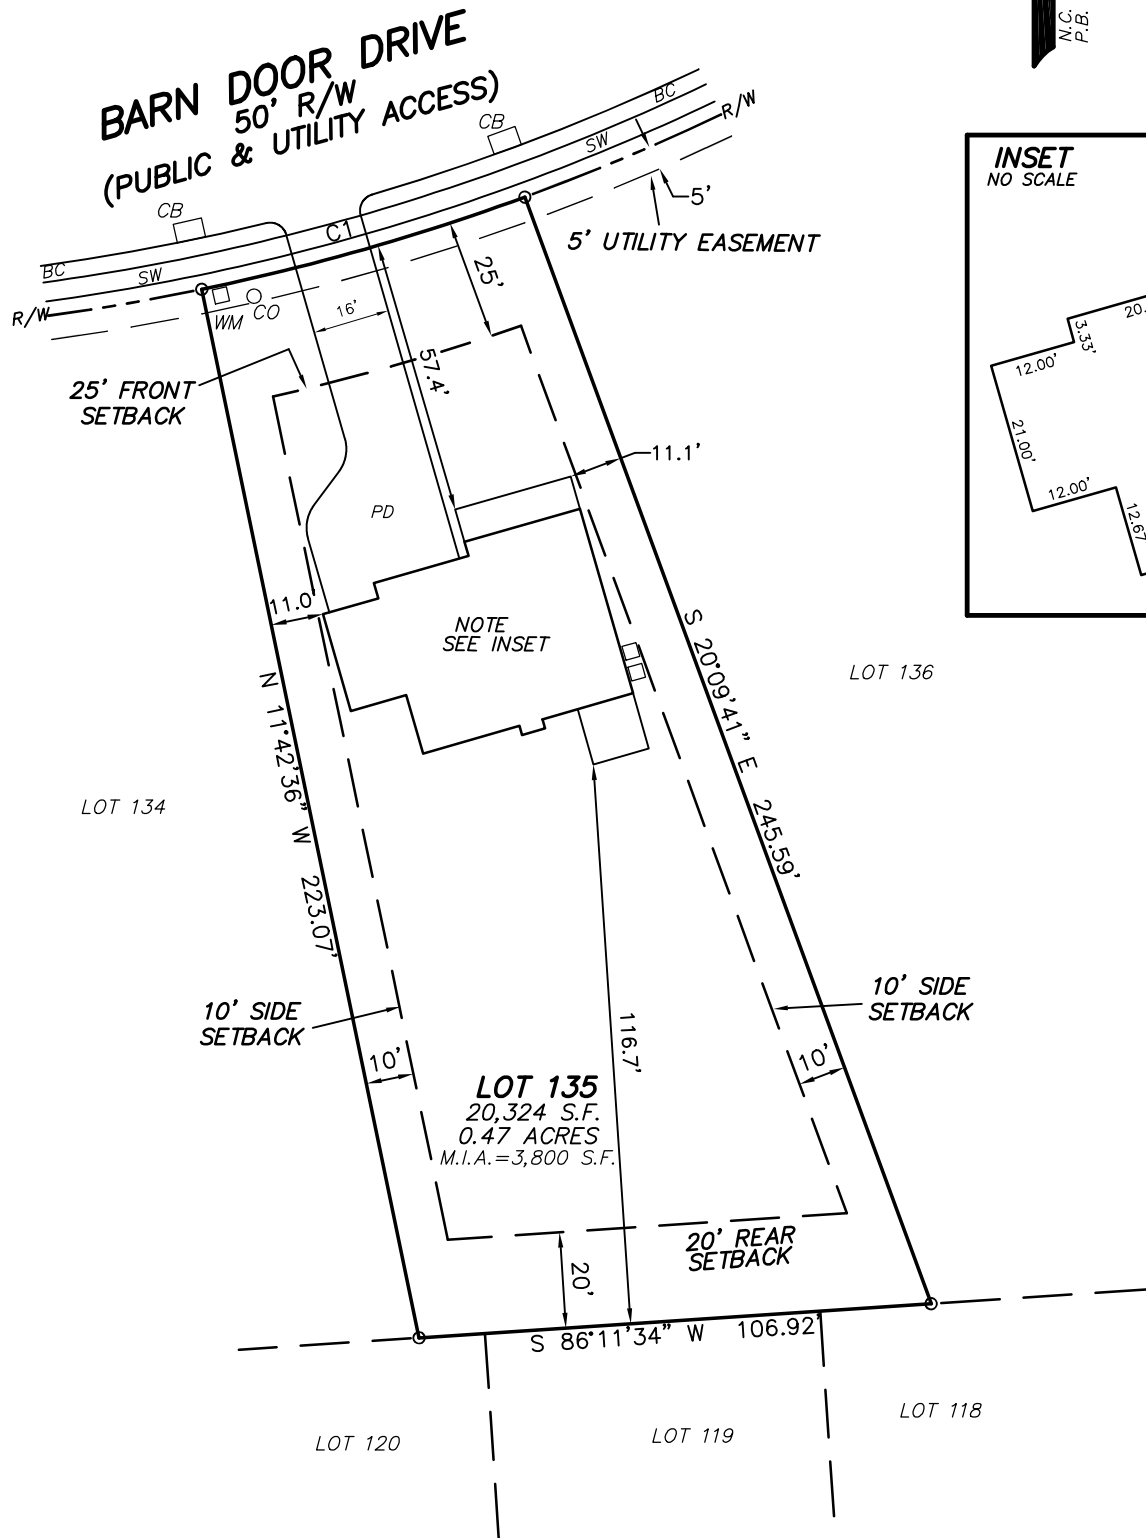 N.C.
P.B.
BARN DOOR DRIVE
50' R/W
(PUBLIC & UTILITY ACCESS)
BC
R/W
CB
SW
5'
5' UTILITY EASEMENT
CB
C1
BC
SW
R/W
WM
CO
16'
25'
57.4'
25' FRONT
SETBACK
11.1'
PD
11.0'
NOTE
SEE INSET
INSET
NO SCALE
20.
3.33'
12.00'
21.00'
12.00'
12.67
S 20°09'41" E 245.59'
LOT 136
N 11°42'36" W 223.07'
LOT 134
10' SIDE
SETBACK
10'
10' SIDE
SETBACK
10'
116.7'
LOT 135
20,324 S.F.
0.47 ACRES
M.I.A.=3,800 S.F.
20' REAR
SETBACK
20'
S 86°11'34" W 106.92'
LOT 120
LOT 119
LOT 118